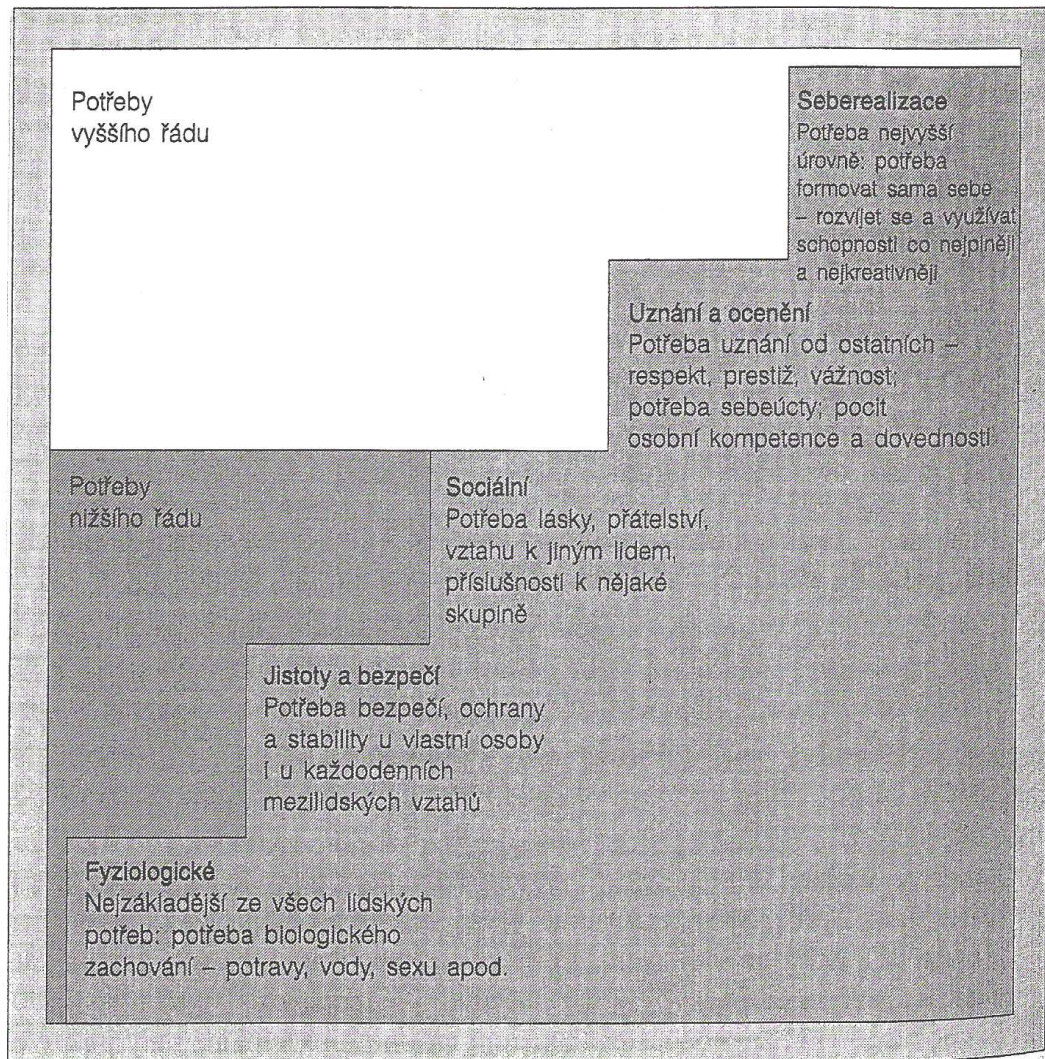 Potřeby
vyššího řádu
Seberealizace
Potřeba nejvyšší
úrovně: potřeba
formovat sama sebe
– rozvíjet se a využívat
schopnosti co nejplněji
a nejkreativněji
Uznání a ocenění
Potřeba uznání od ostatních –
respekt, prestiž, vážnost;
potřeba sebeúcty; pocit
osobní kompetence a dovedností
Potřeby
nižšího řádu
Sociální
Potřeba lásky, přátelství,
vztahu k jiným lidem,
příslušnosti k nějaké
skupině
Jistoty a bezpečí
Potřeba bezpečí, ochrany
a stability u vlastní osoby
i u každodenních
mezilidských vztahů
Fyziologické
Nejzákladější ze všech lidských
potřeb: potřeba biologického
zachování – potravy, vody, sexu apod.